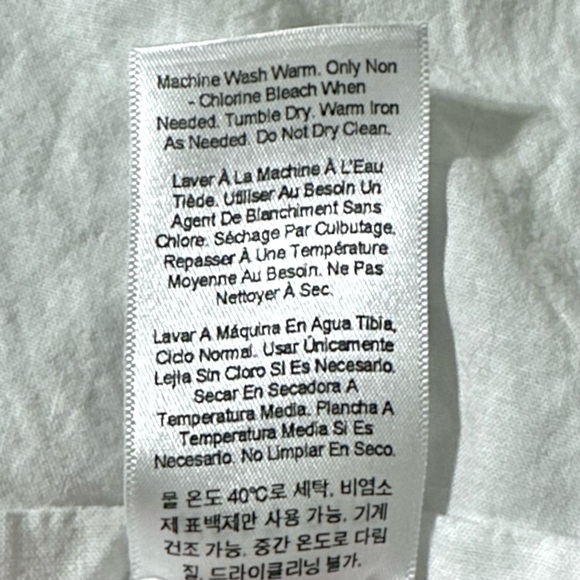 Machine Wash Warm. Only Non
- Chlorine Bleach When
Needed. Tumble Dry. Warm Iron
As Needed. Do Not Dry Clean.
Laver À La Machine À L'Eau
Tiède. Utiliser Au Besoin Un
Agent De Blanchiment Sans
Chlore. Séchage Par Culbutage.
Repasser À Une Température
Moyenne Au Besoin. Ne Pas
Nettoyer À Sec.
Lavar A Máquina En Agua Tibia,
Ciclo Normal. Usar Únicamente
Lejia Sin Cloro Si Es Necesario.
Secar En Secadora A
Temperatura Media. Plancha A
Temperatura Media Si Es
Necesario. No Limpiar En Seco.
물 온도 40℃로 세탁. 비염소
제 표백제만 사용 가능. 기계
건조 가능. 중간 온도로 다림
질. 드라이클리닝 불가.